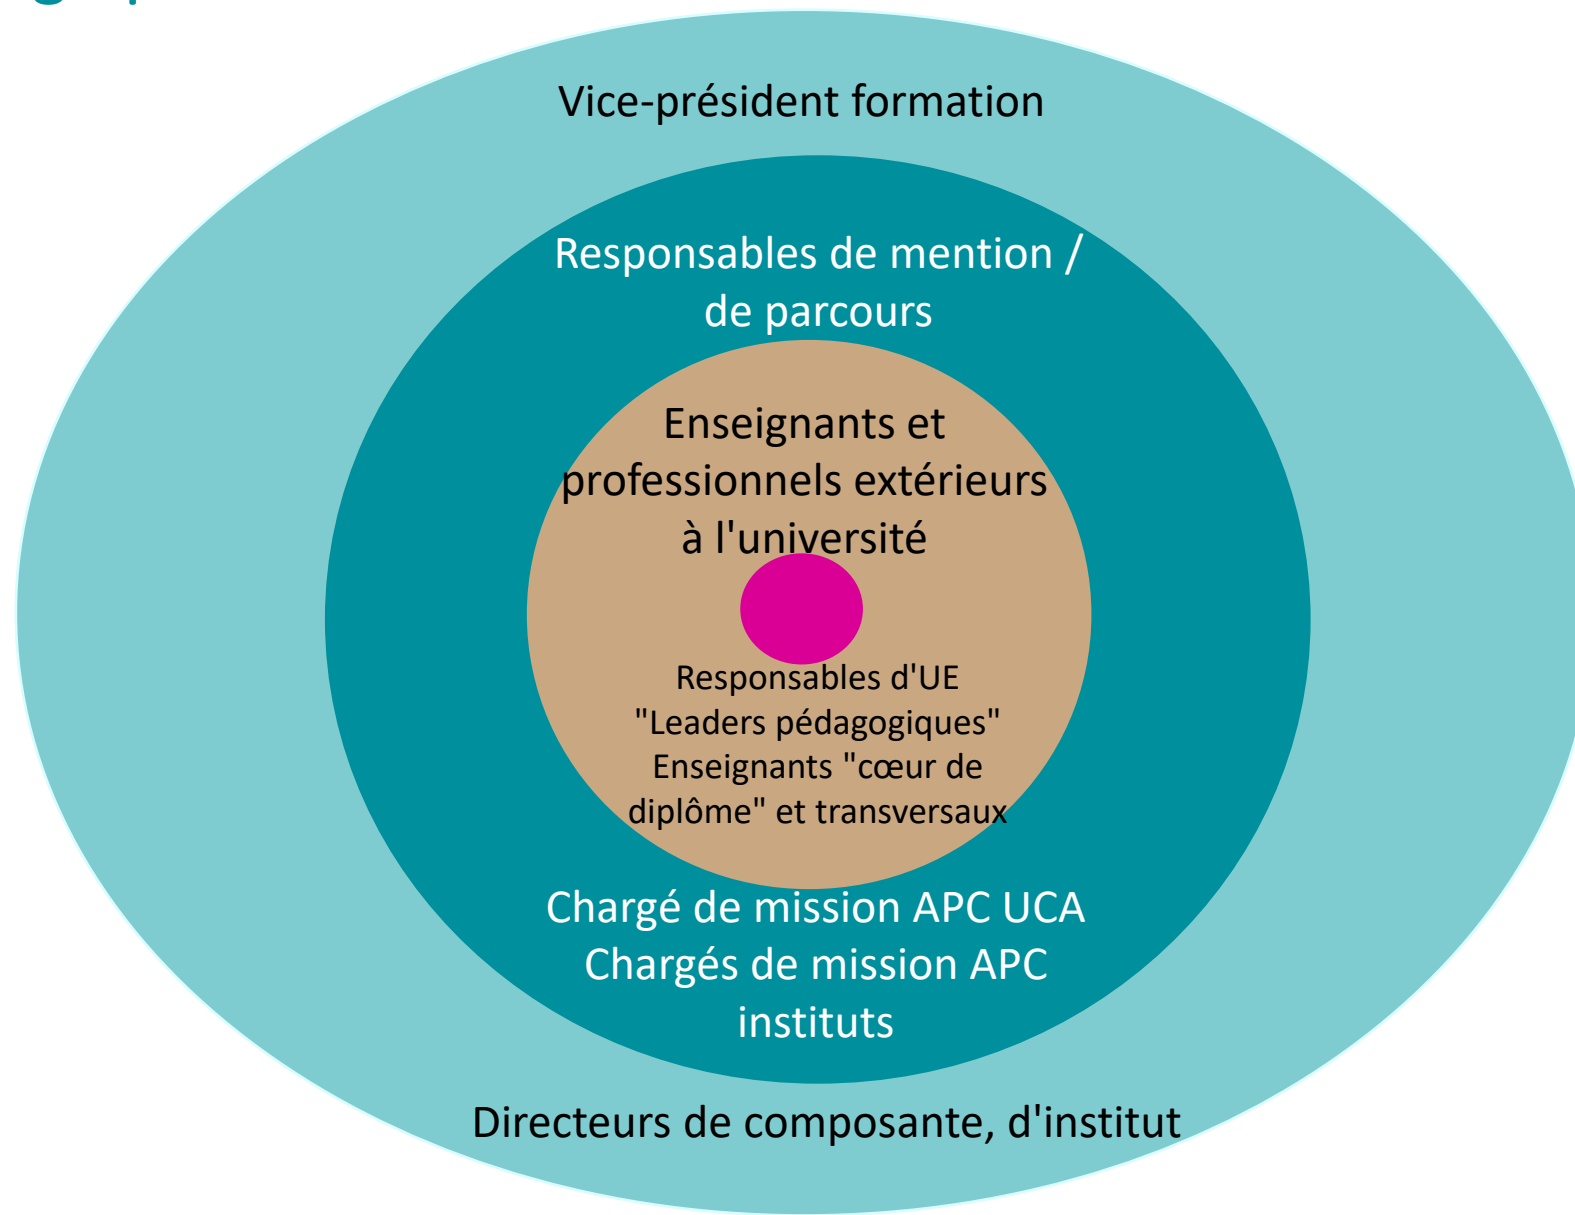 Vice-président formation
Responsables de mention /
de parcours
Enseignants et
professionnels extérieurs
à l'université
Responsables d'UE
"Leaders pédagogiques"
Enseignants "cœur de
diplôme" et transversaux
Chargé de mission APC UCA
Chargés de mission APC
instituts
Directeurs de composante, d'institut